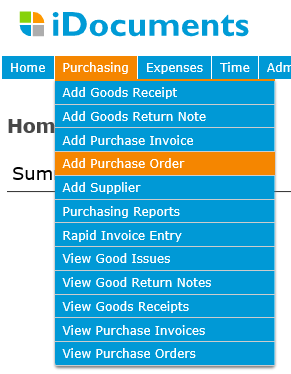 iDocuments
Home Purchasing Expenses Time Adm
Add Goods Receipt
Hom
Add Goods Return Note
Add Purchase Invoice
Add Purchase Order
Sum
Add Supplier
Purchasing Reports
Rapid Invoice Entry
View Good Issues
View Good Return Notes
View Goods Receipts
View Purchase Invoices
View Purchase Orders